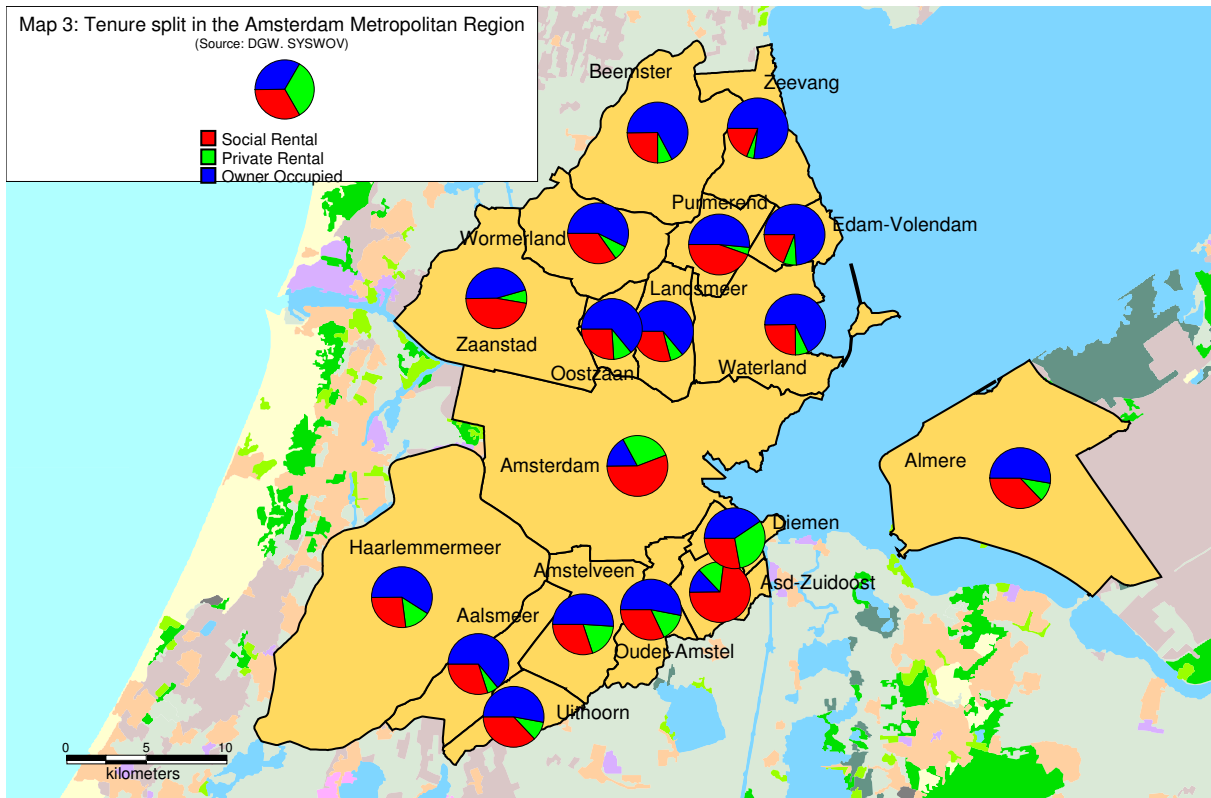 Map 3: Tenure split in the Amsterdam Metropolitan Region
(Source: DGW. SYSWOV)
Social Rental
Private Rental
Owner Occupied
Beemster
Zeevang
Purmerend
Edam-Volendam
Wormerland
Landsmeer
Zaanstad
Oostzaan
Waterland
Amsterdam
Almere
Diemen
Haarlemmermeer
Amstelveen
Asd-Zuidoost
Aalsmeer
Ouder-Amstel
Uithoorn
0 5 10
kilometers